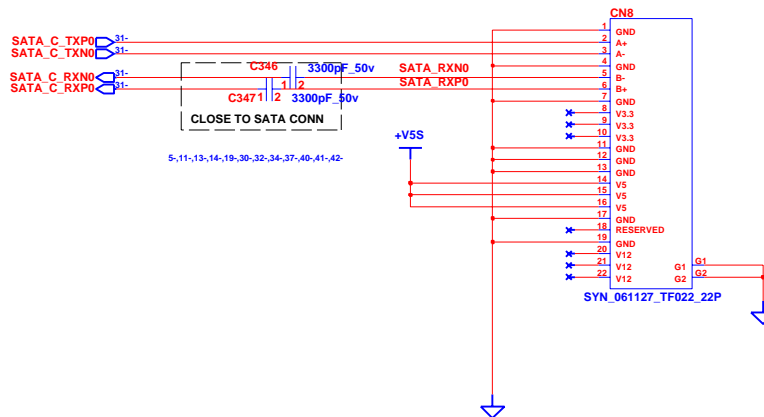 CN8
SATA_C_TXP0 31-
SATA_C_TXN0 31-
SATA_C_RXN0 31-
SATA_C_RXP0 31-
C346
3300pF_50v
1 2
C347 1 2
3300pF_50v
CLOSE TO SATA CONN
SATA_RXN0
SATA_RXP0
+V5S
5-,11-,13-,14-,19-,30-,32-,34-,37-,40-,41-,42-
1 GND
2 A+
3 A-
4 GND
5 B-
6 B+
7 GND
8 V3.3
9 V3.3
10 V3.3
11 GND
12 GND
13 GND
14 V5
15 V5
16 V5
17 GND
18 RESERVED
19 GND
20 V12
21 V12
22 V12
G1 G1
G2 G2
SYN_061127_TF022_22P